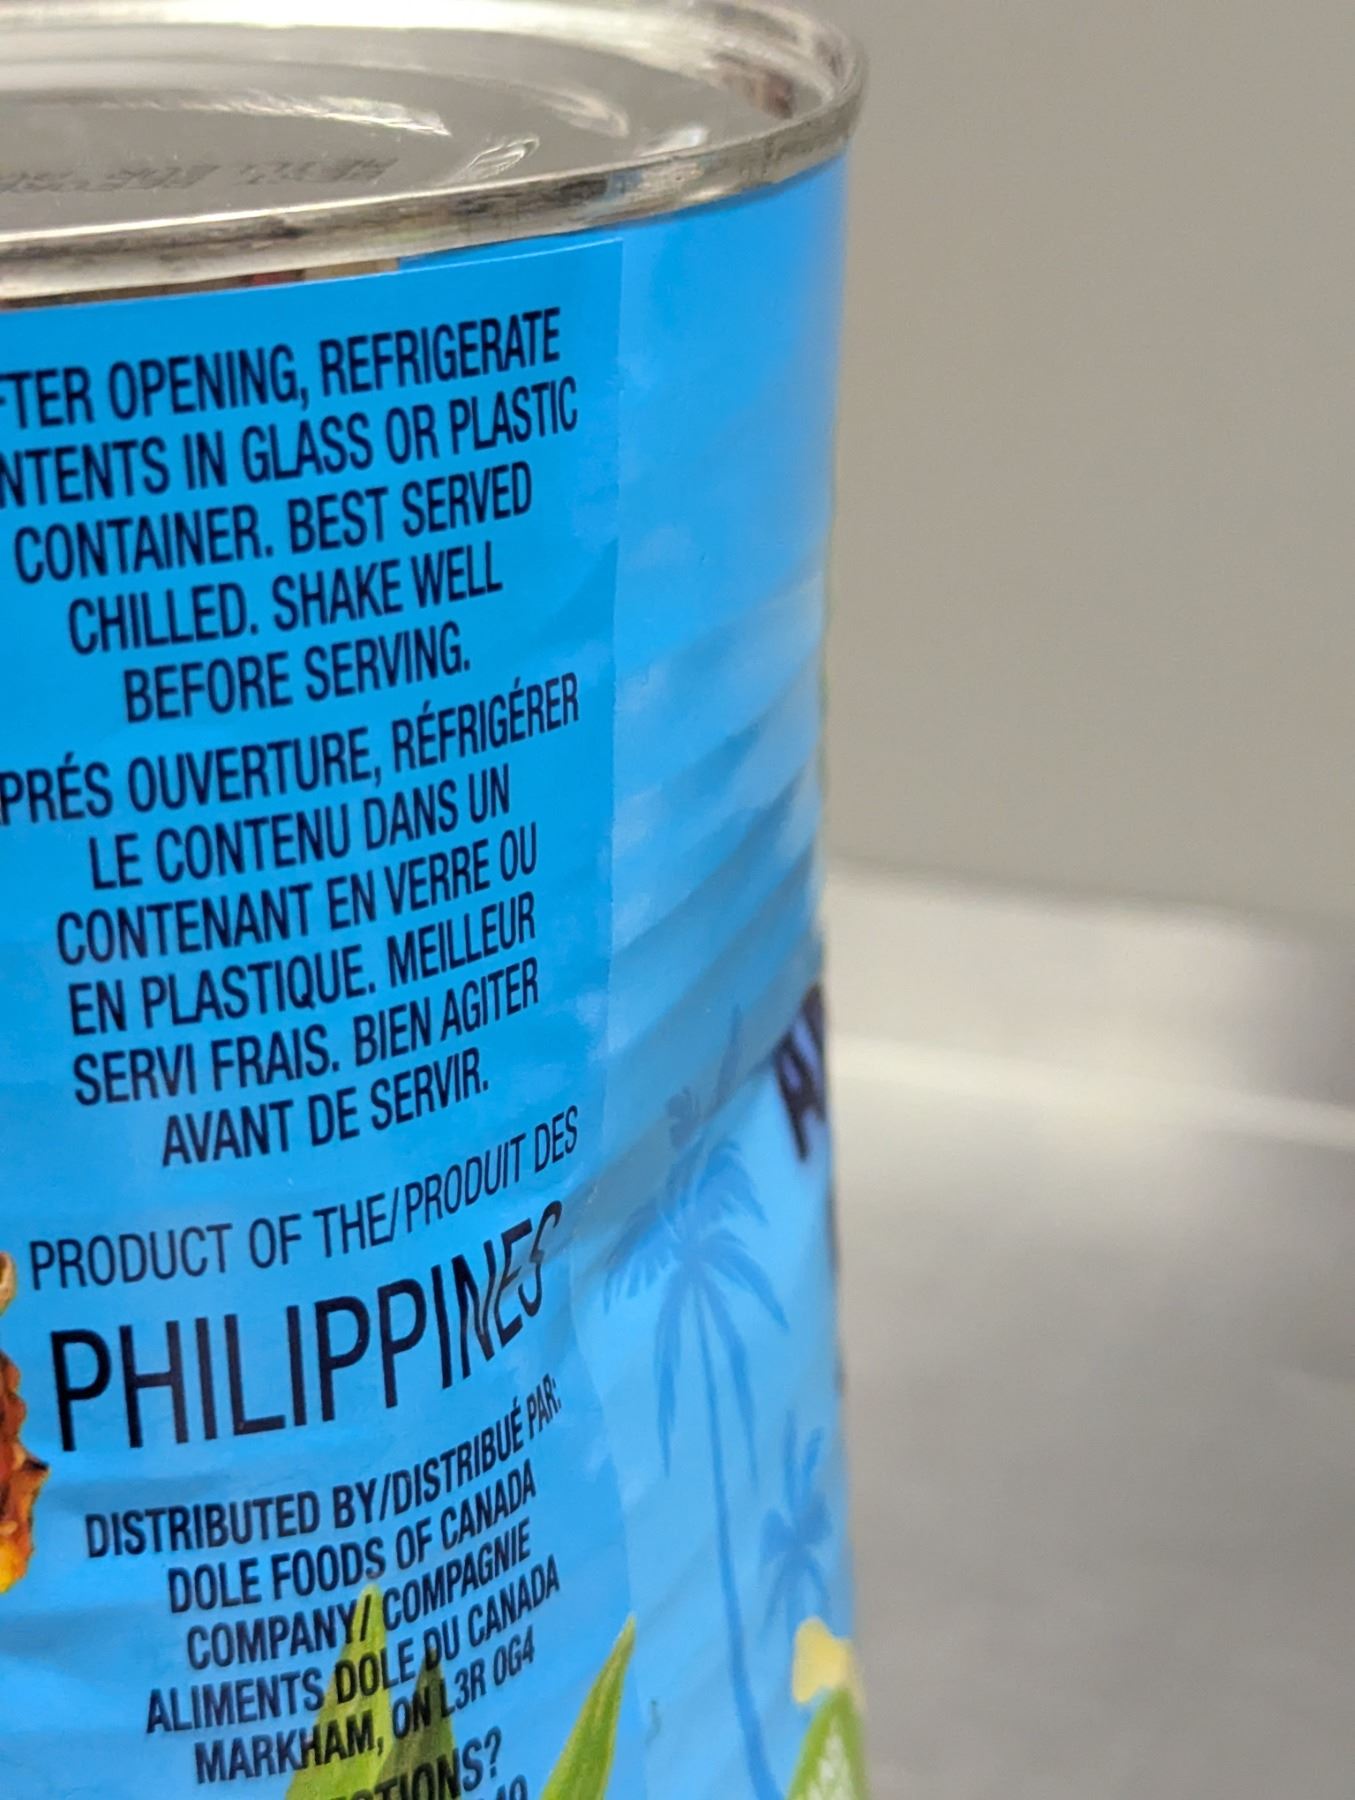 TER OPENING, REFRIGERATE
NTENTS IN GLASS OR PLASTIC
CONTAINER. BEST SERVED
CHILLED. SHAKE WELL
BEFORE SERVING.
PRÉS OUVERTURE, RÉFRIGÉRER
LE CONTENU DANS UN
CONTENANT EN VERRE OU
EN PLASTIQUE. MEILLEUR
SERVI FRAIS. BIEN AGITER
AVANT DE SERVIR.
PRODUCT OF THE/PRODUIT DES
PHILIPPINES
DISTRIBUTED BY/DISTRIBUÉ PAR:
DOLE FOODS OF CANADA
COMPANY/ COMPAGNIE
ALIMENTS DOLE DU CANADA
MARKHAM, ON L3R 0G4
TIONS?